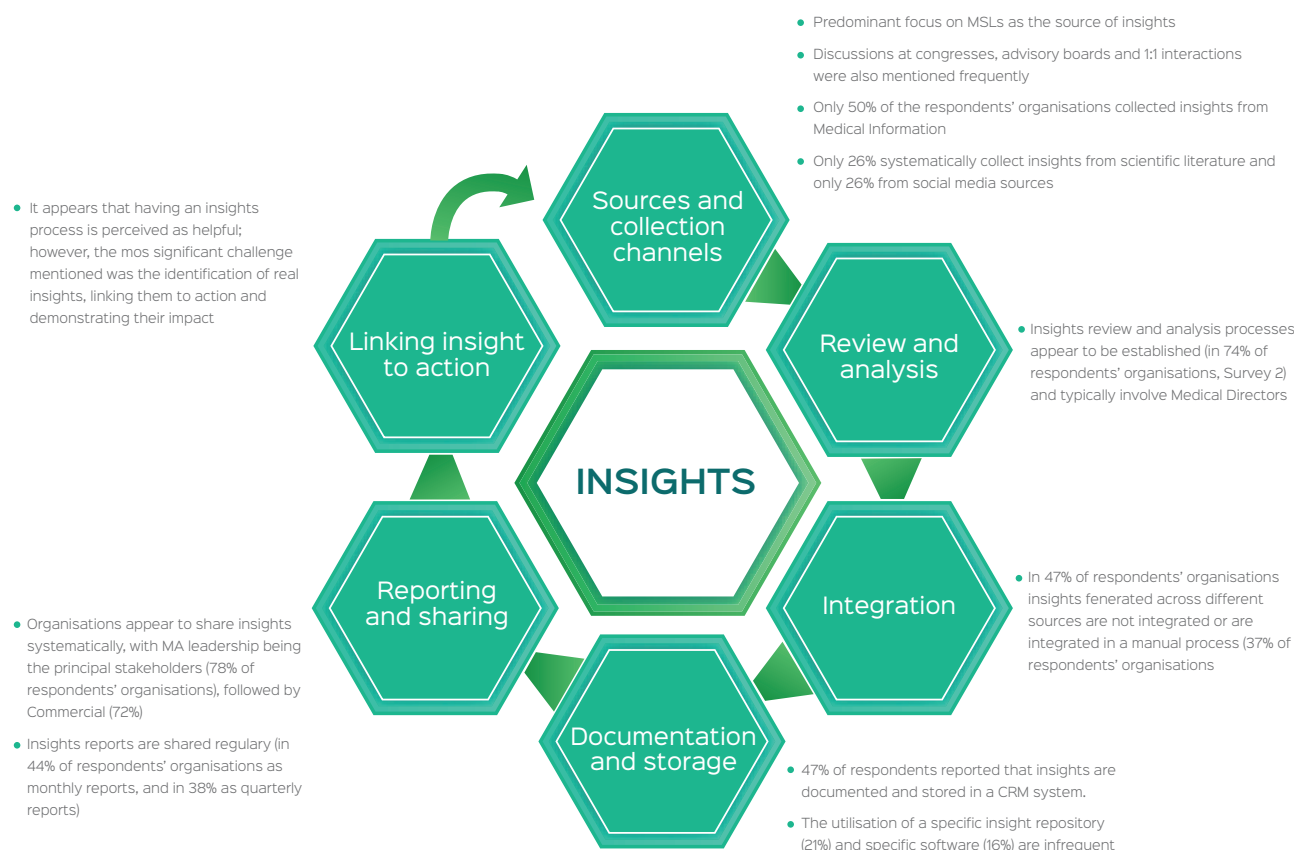 • Predominant focus on MSLs as the source of insights
• Discussions at congresses, advisory boards and 1:1 interactions
were also mentioned frequently
• Only 50% of the respondents’ organisations collected insights from
Medical Information
• Only 26% systematically collect insights from scientific literature and
only 26% from social media sources
Sources and
collection
channels
Review and
analysis
• Insights review and analysis processes
appear to be established (in 74% of
respondents’ organisations, Survey 2)
and typically involve Medical Directors
Integration
• In 47% of respondents’ organisations
insights fenerated across different
sources are not integrated or are
integrated in a manual process (37% of
respondents’ organisations
Documentation
and storage
• 47% of respondents reported that insights are
documented and stored in a CRM system.
• The utilisation of a specific insight repository
(21%) and specific software (16%) are infrequent
Reporting
and sharing
• Organisations appear to share insights
systematically, with MA leadership being
the principal stakeholders (78% of
respondents’ organisations), followed by
Commercial (72%)
• Insights reports are shared regulary (in
44% of respondents’ organisations as
monthly reports, and in 38% as quarterly
reports)
Linking insight
to action
• It appears that having an insights
process is perceived as helpful;
however, the mos significant challenge
mentioned was the identification of real
insights, linking them to action and
demonstrating their impact
INSIGHTS